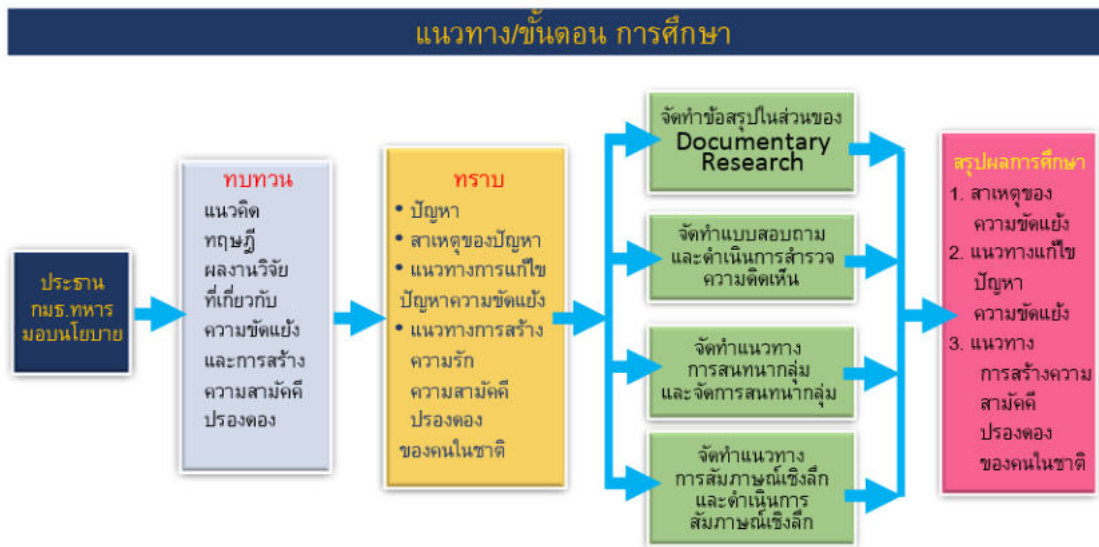 แนวทาง/ขั้นตอน การศึกษา
ประธาน
กมธ.ทหาร
มอบนโยบาย
ทบทวน
แนวคิด
ทฤษฎี
ผลงานวิจัย
ที่เกี่ยวกับ
ความขัดแย้ง
และการสร้าง
ความสามัคคี
ปรองดอง
ทราบ
• ปัญหา
• สาเหตุของปัญหา
• แนวทางการแก้ไข
ปัญหาความขัดแย้ง
• แนวทางการสร้าง
ความรัก
ความสามัคคี
ปรองดอง
ของคนในชาติ
จัดทำข้อสรุปในส่วนของ
Documentary
Research
จัดทำแบบสอบถาม
และดำเนินการสำรวจ
ความคิดเห็น
จัดทำแนวทาง
การสนทนากลุ่ม
และจัดการสนทนากลุ่ม
จัดทำแนวทาง
การสัมภาษณ์เชิงลึก
และดำเนินการ
สัมภาษณ์เชิงลึก
สรุปผลการศึกษา
1. สาเหตุของ
ความขัดแย้ง
2. แนวทางแก้ไข
ปัญหา
ความขัดแย้ง
3. แนวทาง
การสร้างความ
สามัคคี
ปรองดอง
ของคนในชาติ